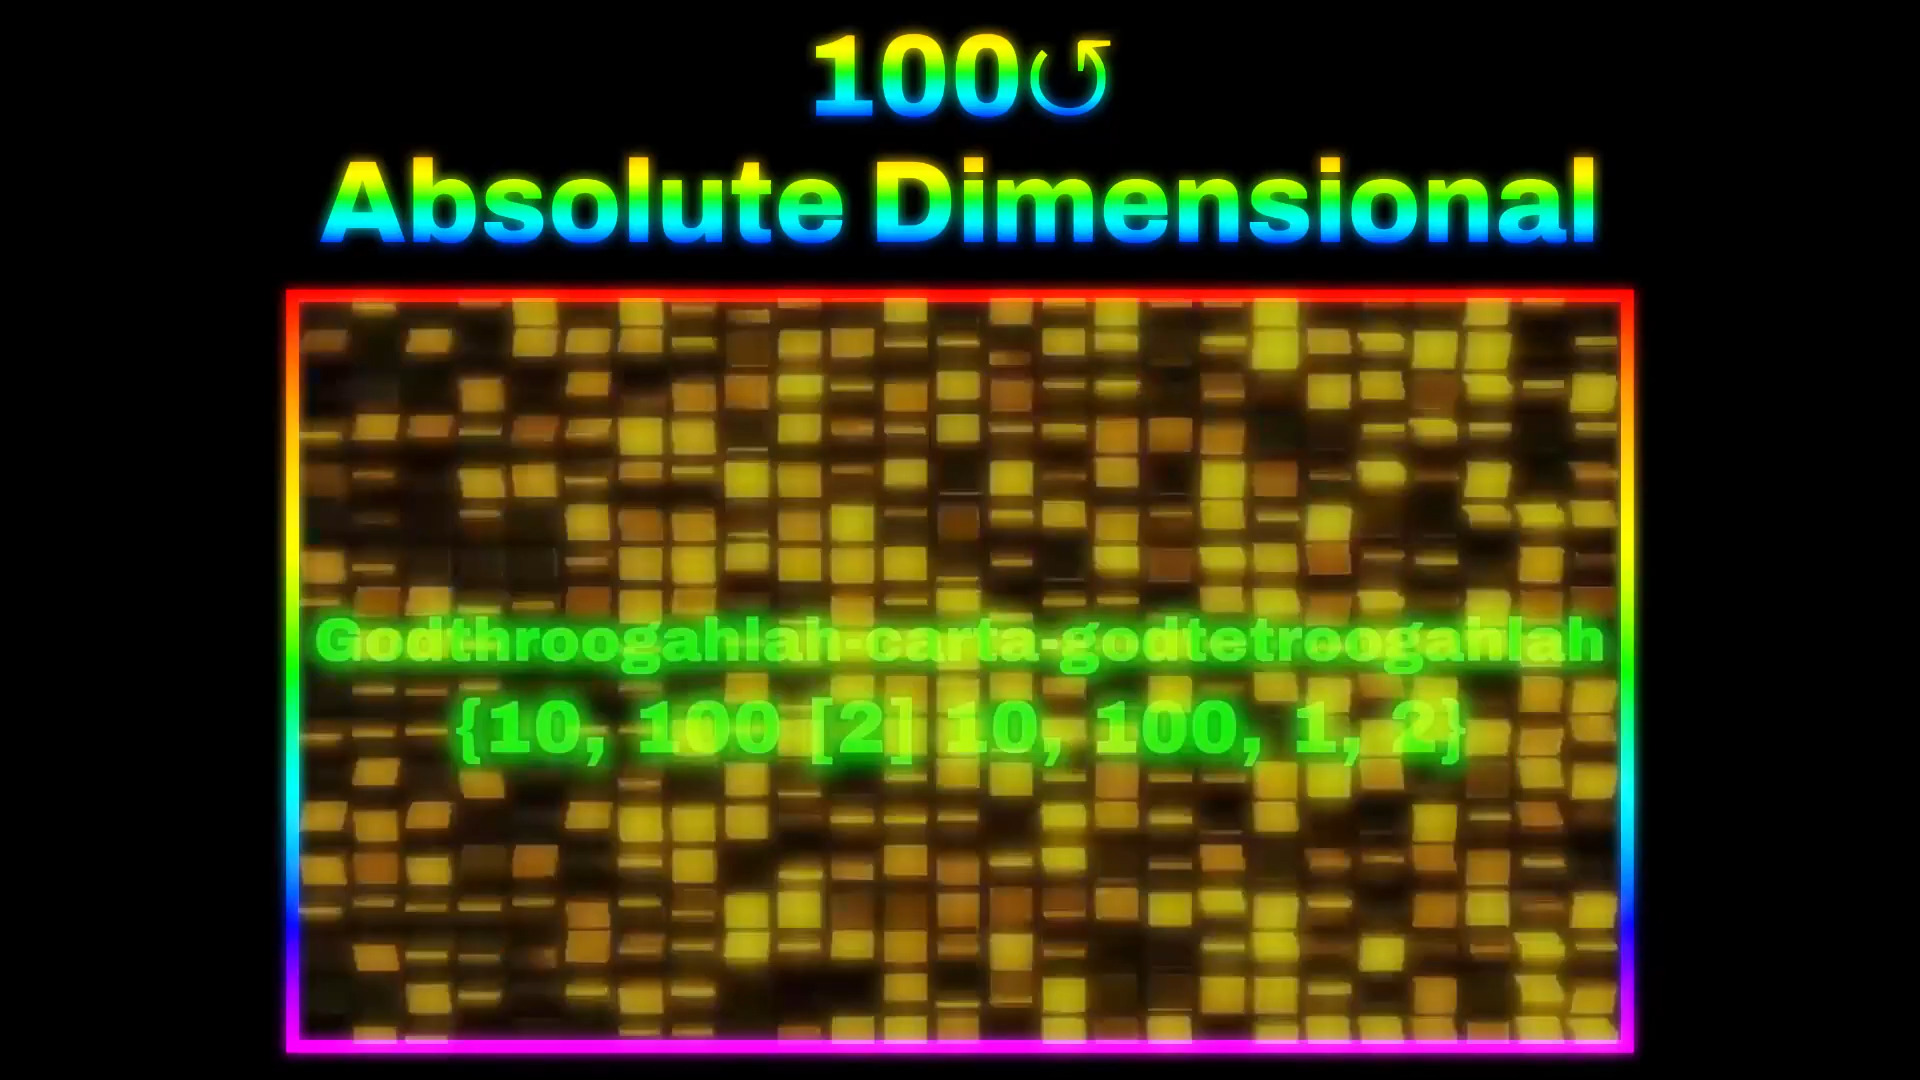 100↺
Absolute Dimensional
Godthroogahlah-carta-godtetroogahlah
{10, 100 [2] 10, 100, 1, 2}